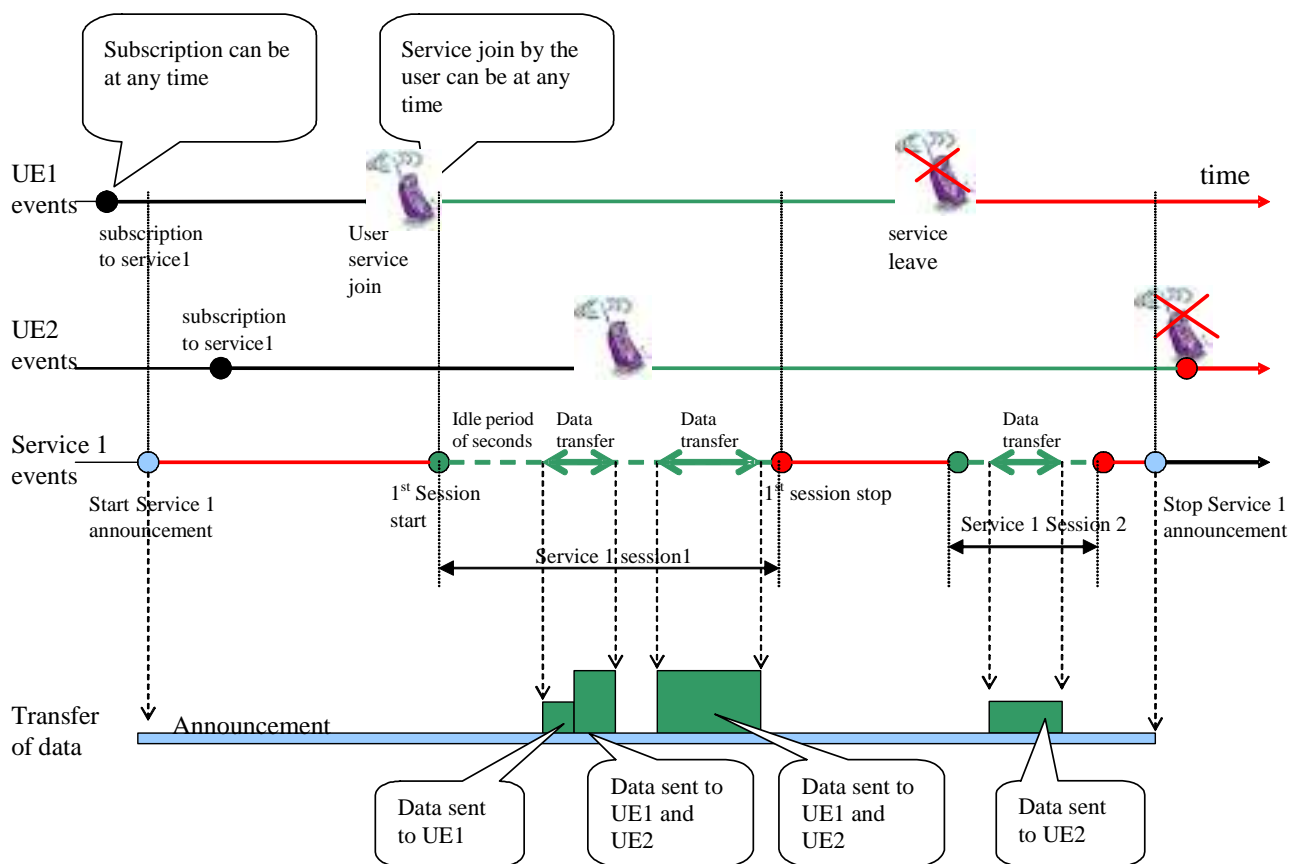 Subscription can be
at any time
Service join by the
user can be at any
time
UE1
events
time
subscription
to service1
User
service
join
service
leave
UE2
events
subscription
to service1
Service 1
events
Idle period
of seconds
Data
transfer
Data
transfer
Data
transfer
Start Service 1
announcement
1st Session
start
1st session stop
Service 1 Session 2
Stop Service 1
announcement
Service 1 session1
Transfer
of data
Announcement
Data sent
to UE1
Data sent to
UE1 and
UE2
Data sent to
UE1 and
UE2
Data sent
to UE2